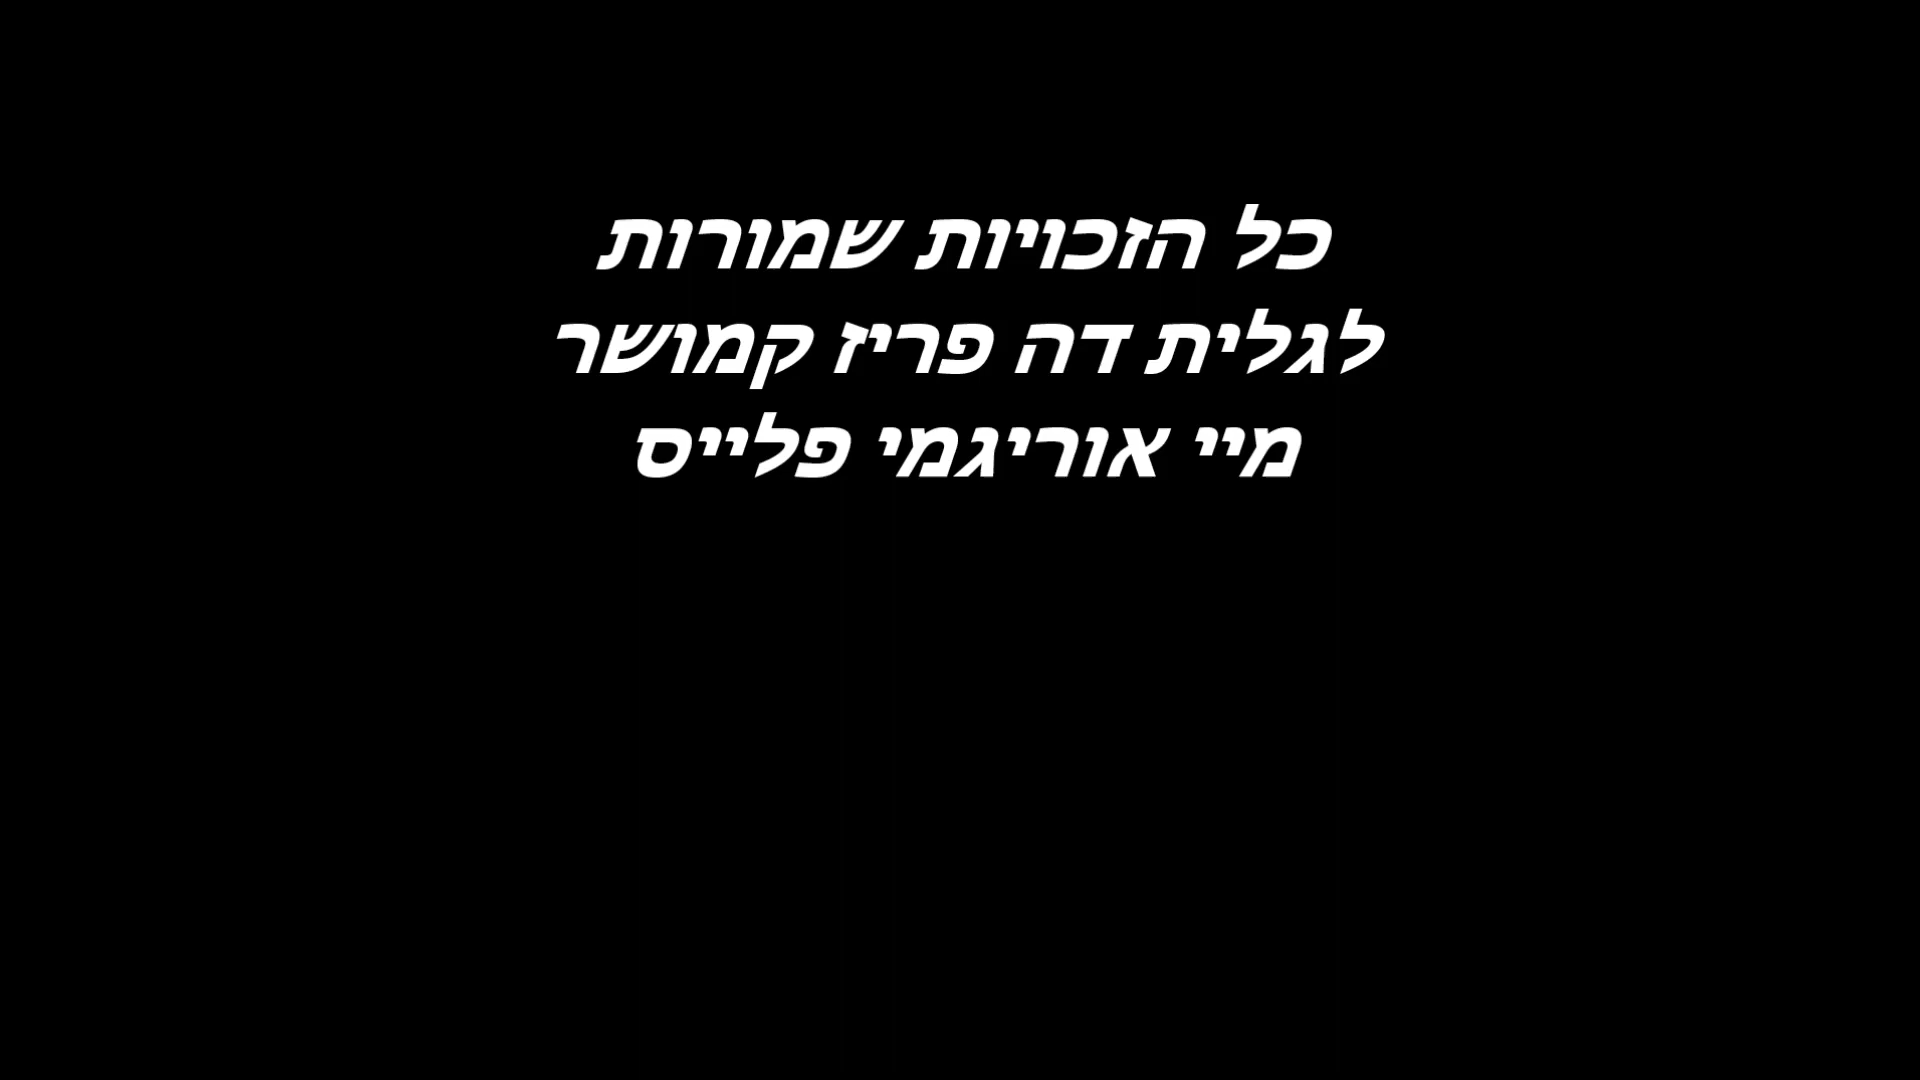 כל הזכויות שמורות
לגלית דה פריז קמושר
מיי אוריגמי פלייס